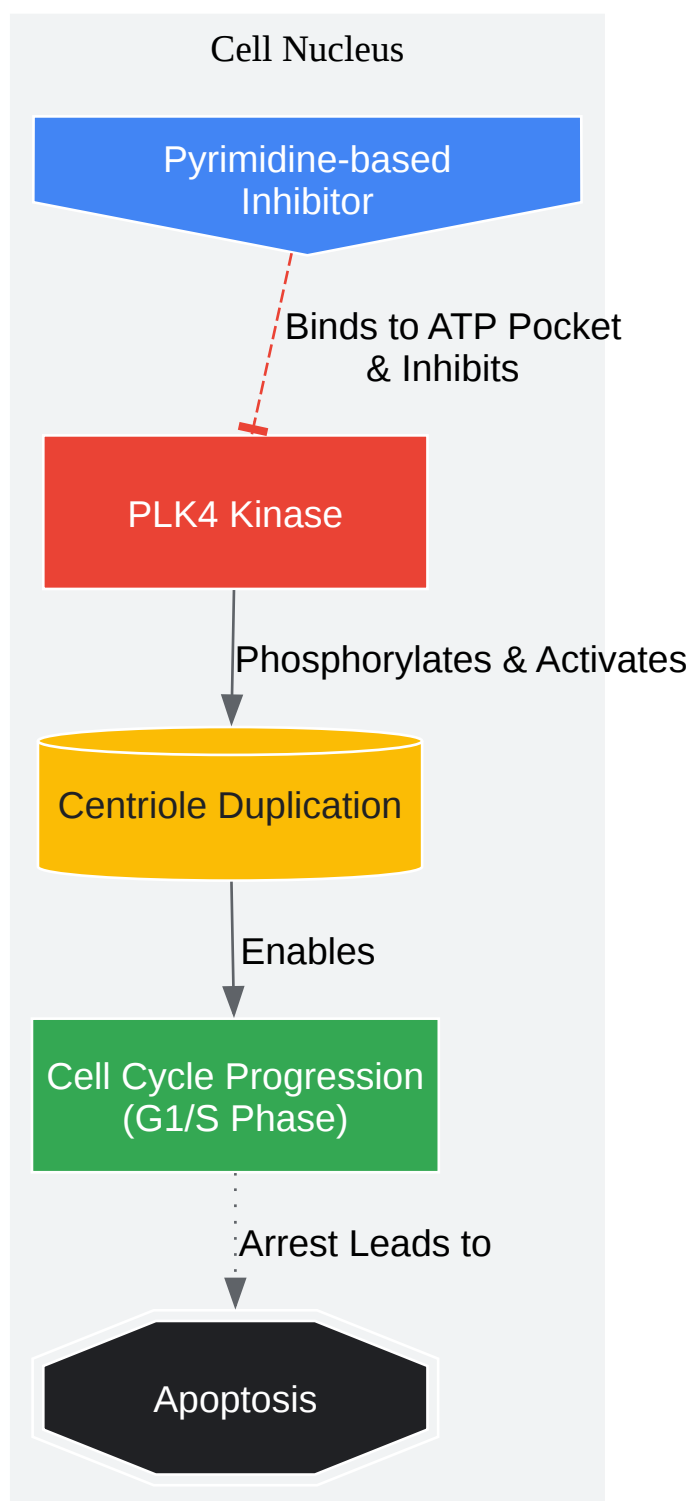 Cell Nucleus
Pyrimidine-based
Inhibitor
Binds to ATP Pocket
& Inhibits
PLK4 Kinase
Phosphorylates & Activates
Centriole Duplication
Enables
Cell Cycle Progression
(G1/S Phase)
Arrest Leads to
Apoptosis